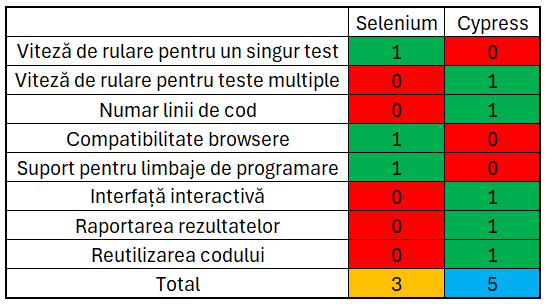 Selenium Cypress
Viteză de rulare pentru un singur test 1 0
Viteză de rulare pentru teste multiple 0 1
Numar linii de cod 0 1
Compatibilitate browsere 1 0
Suport pentru limbaje de programare 1 0
Interfață interactivă 0 1
Raportarea rezultatelor 0 1
Reutilizarea codului 0 1
Total 3 5